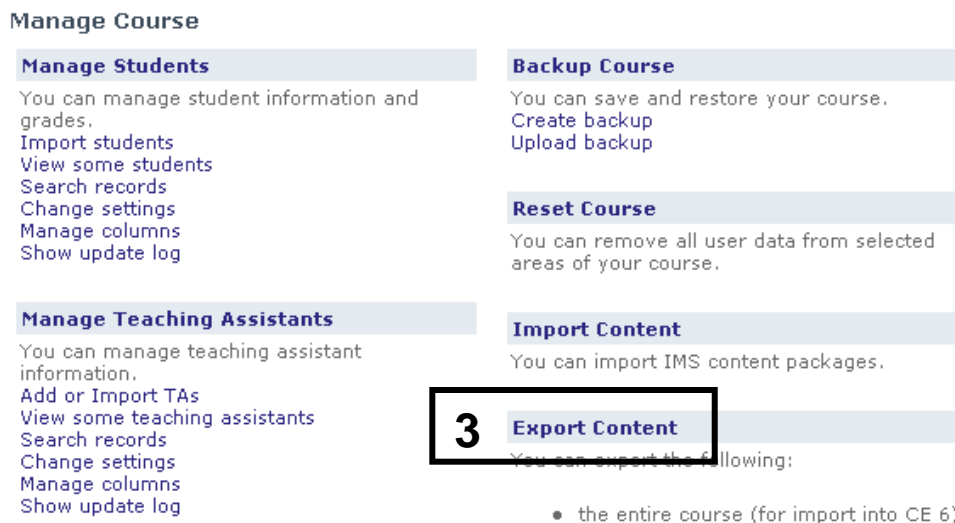 Manage Course
Manage Students
You can manage student information and
grades.
Import students
View some students
Search records
Change settings
Manage columns
Show update log
Manage Teaching Assistants
You can manage teaching assistant
information.
Add or Import TAs
View some teaching assistants
Search records
Change settings
Manage columns
Show update log
Backup Course
You can save and restore your course.
Create backup
Upload backup
Reset Course
You can remove all user data from selected
areas of your course.
Import Content
You can import IMS content packages.
3 Export Content
You can export the following:
• the entire course (for import into CE 6)